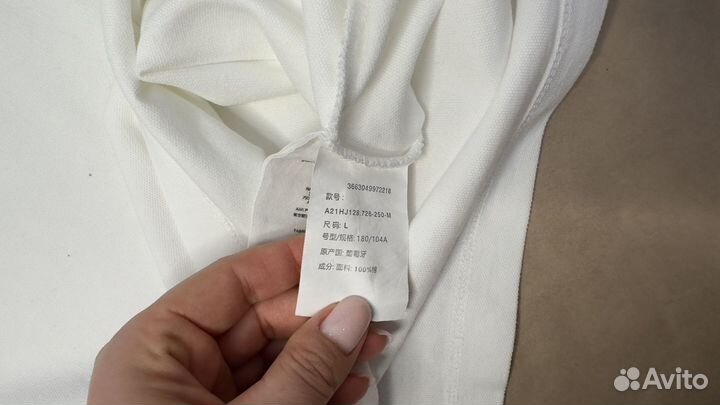 3663049972218
款号:
A21HJ128.726-250-M
尺码: L
号型/规格: 180/104A
原产国: 葡萄牙
成分: 面料: 100%棉
Avito